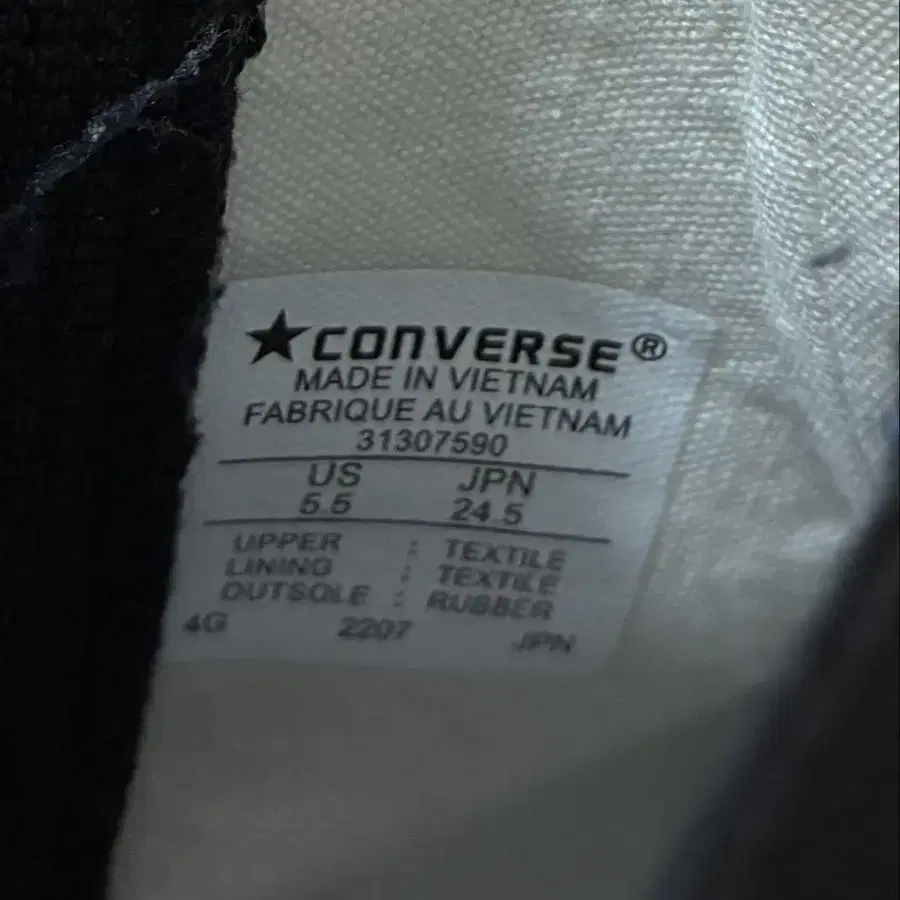 ★CONVERSE®
MADE IN VIETNAM
FABRIQUE AU VIETNAM
31307590
US JPN
5.5 24.5
UPPER : TEXTILE
LINING : TEXTILE
OUTSOLE : RUBBER
4G 2207 JPN